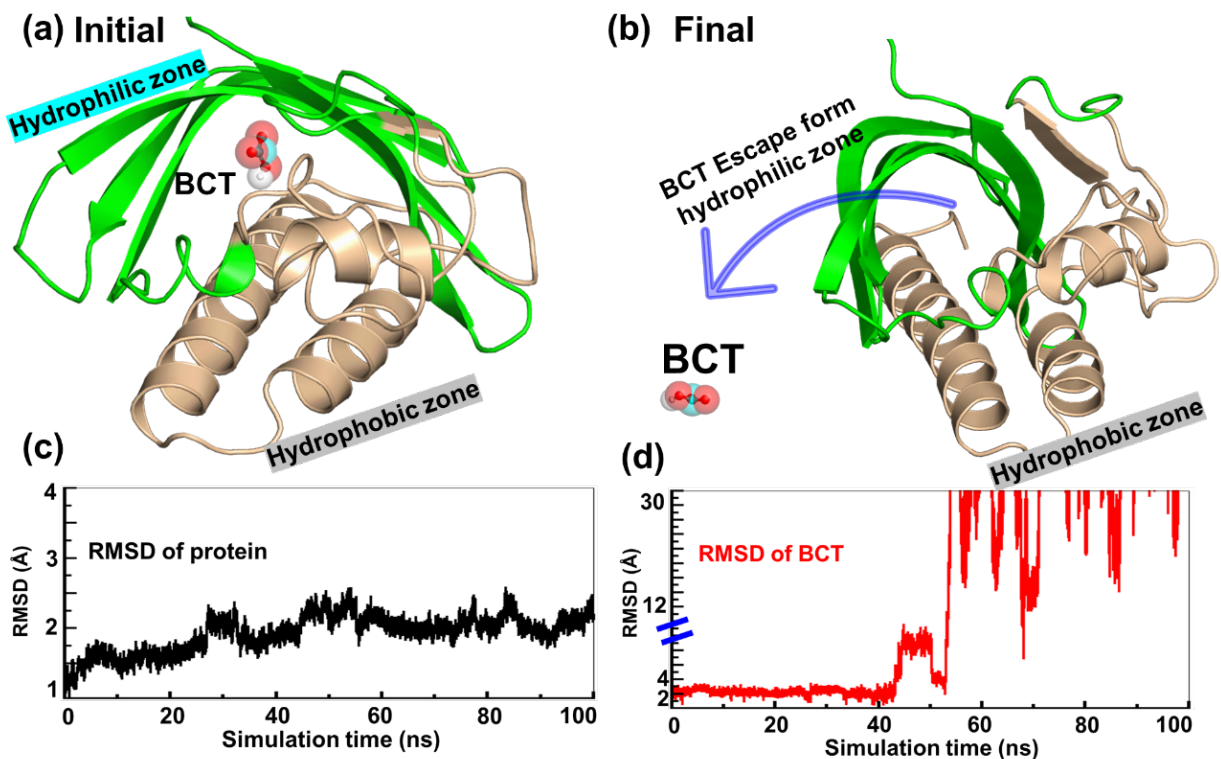 (a) Initial
Hydrophilic zone
BCT
Hydrophobic zone
(b) Final
BCT Escape form
hydrophilic zone
BCT
Hydrophobic zone
(c)
4
3
2
1
RMSD (Å)
RMSD of protein
0 20 40 60 80 100
Simulation time (ns)
(d)
30
12
4
2
RMSD (Å)
RMSD of BCT
0 20 40 60 80 100
Simulation time (ns)